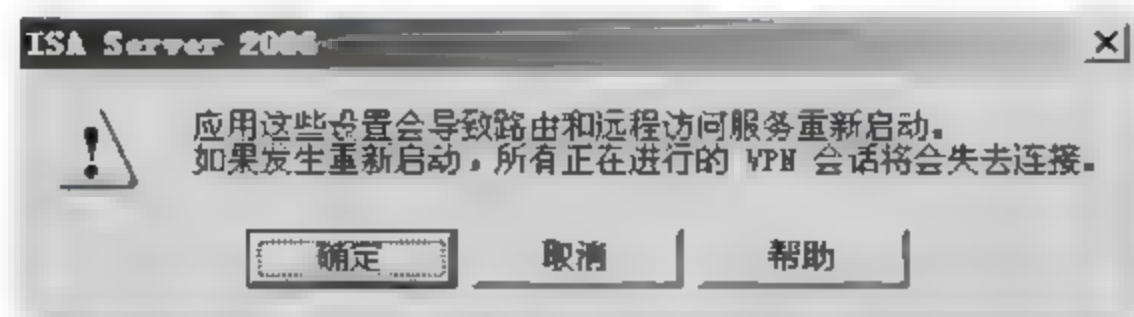 ISA Server 2006
应用这些设置会导致路由和远程访问服务重新启动。
如果发生重新启动，所有正在进行的 VPN 会话将会失去连接。
确定 取消 帮助